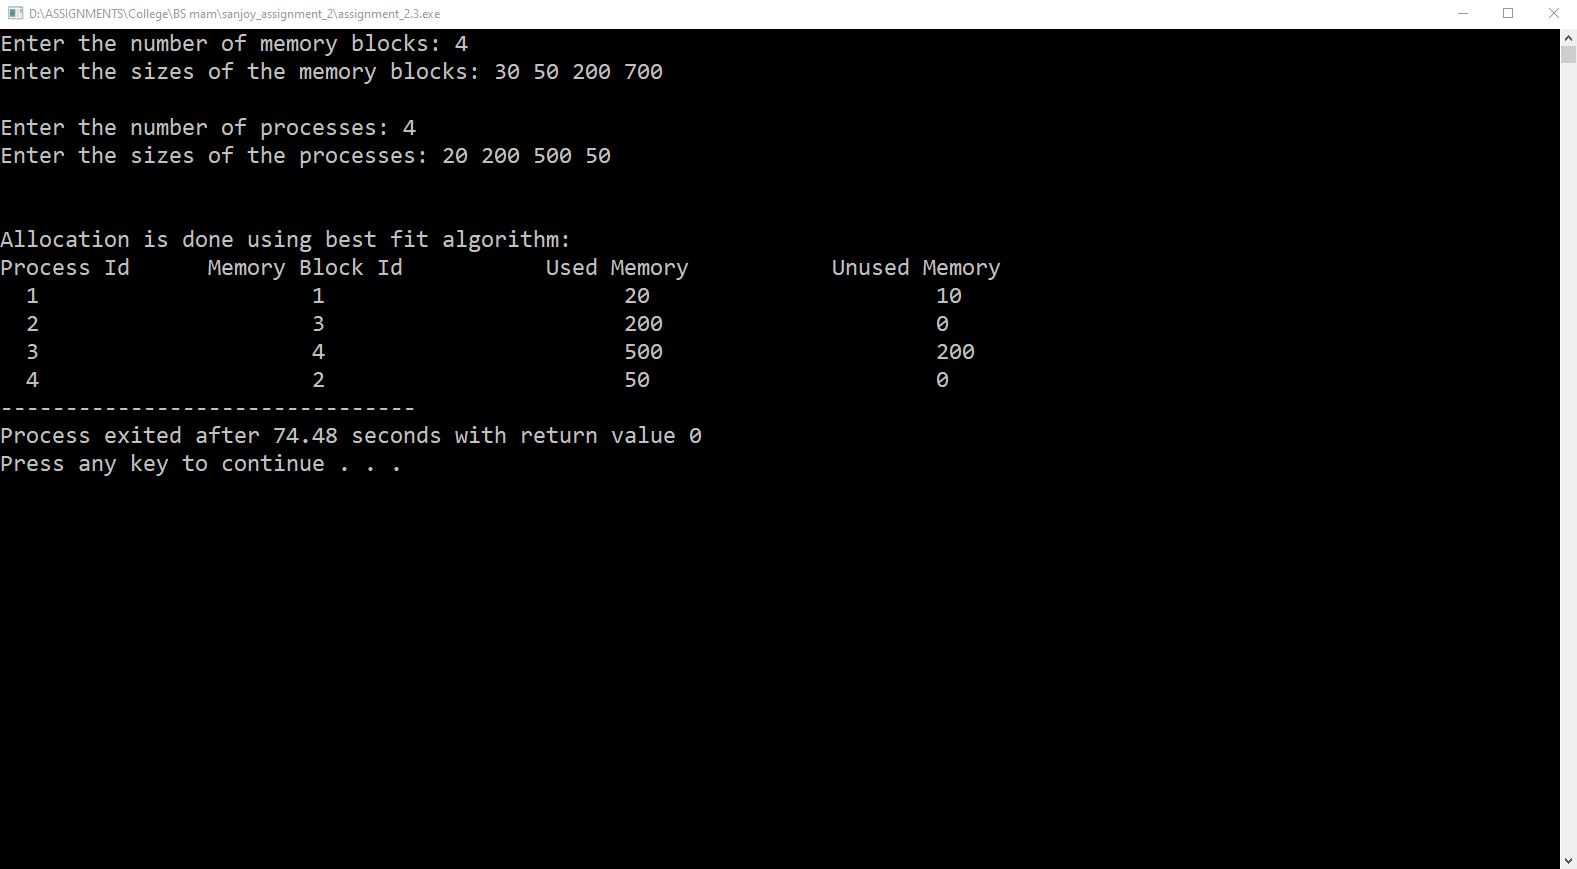 D:\ASSIGNMENTS\College\BS mam\sanjoy_assignment_2\assignment_2.3.exe
Enter the number of memory blocks: 4
Enter the sizes of the memory blocks: 30 50 200 700
Enter the number of processes: 4
Enter the sizes of the processes: 20 200 500 50
Allocation is done using best fit algorithm:
Process Id      Memory Block Id           Used Memory           Unused Memory
  1                     1                       20                      10
  2                     3                       200                     0
  3                     4                       500                     200
  4                     2                       50                      0
--------------------------------
Process exited after 74.48 seconds with return value 0
Press any key to continue . . .